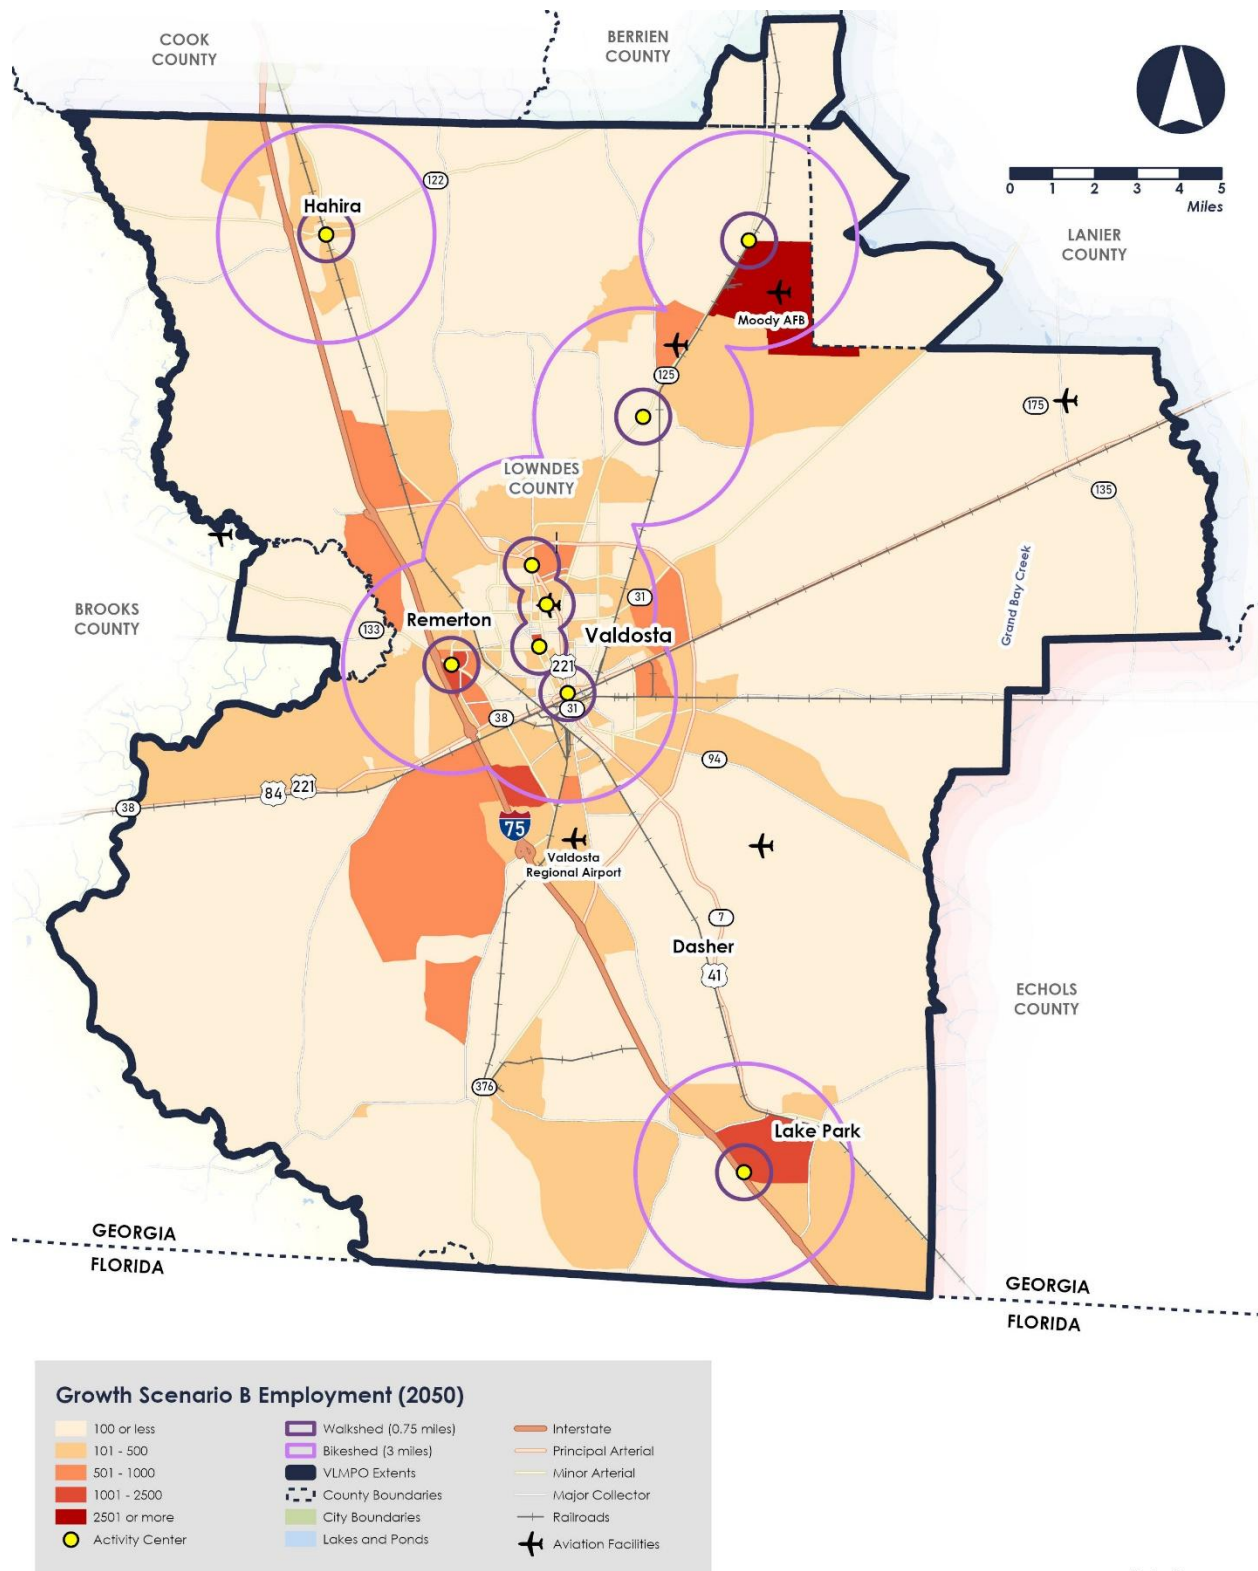 COOK
COUNTY
BERRIEN
COUNTY
0 1 2 3 4 5
Miles
122
Hahira
LANIER
COUNTY
Moody AFB
125
175
LOWNDES
COUNTY
135
Grand Bay Creek
BROOKS
COUNTY
133
Remerton
31
Valdosta
221
38
31
94
84
221
38
75
Valdosta
Regional Airport
7
Dasher
41
ECHOLS
COUNTY
376
Lake Park
GEORGIA
FLORIDA
GEORGIA
FLORIDA
Growth Scenario B Employment (2050)
100 or less
101 - 500
501 - 1000
1001 - 2500
2501 or more
Activity Center
Walkshed (0.75 miles)
Bikeshed (3 miles)
VLMPO Extents
County Boundaries
City Boundaries
Lakes and Ponds
Interstate
Principal Arterial
Minor Arterial
Major Collector
Railroads
Aviation Facilities